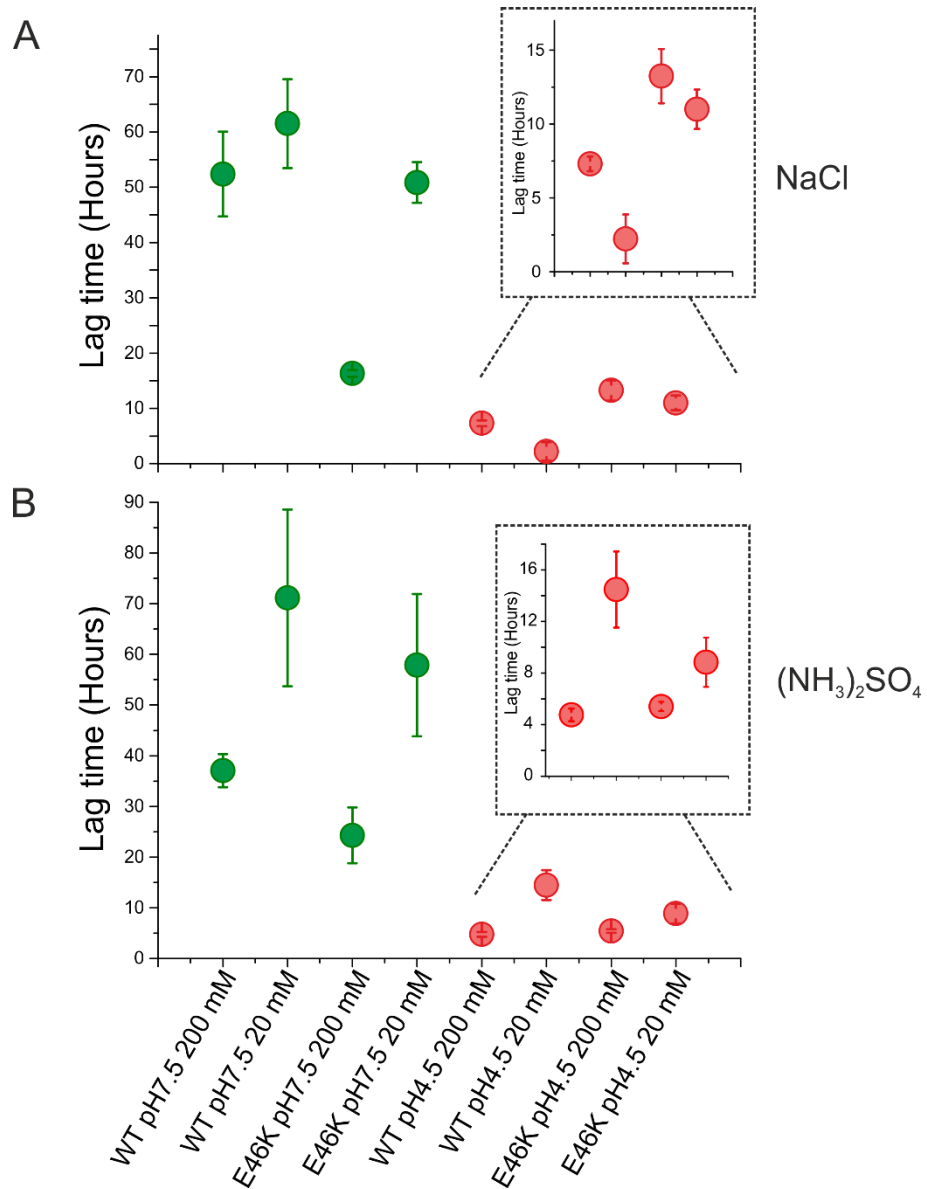 A
Lag time (Hours)
70
60
50
40
30
20
10
0
Lag time (Hours)
15
10
5
0
NaCl
B
Lag time (Hours)
90
80
70
60
50
40
30
20
10
0
Lag time (Hours)
16
12
8
4
0
(NH₃)₂SO₄
WT pH7.5 200 mM
WT pH7.5 20 mM
E46K pH7.5 200 mM
E46K pH7.5 20 mM
WT pH4.5 200 mM
WT pH4.5 20 mM
E46K pH4.5 200 mM
E46K pH4.5 20 mM